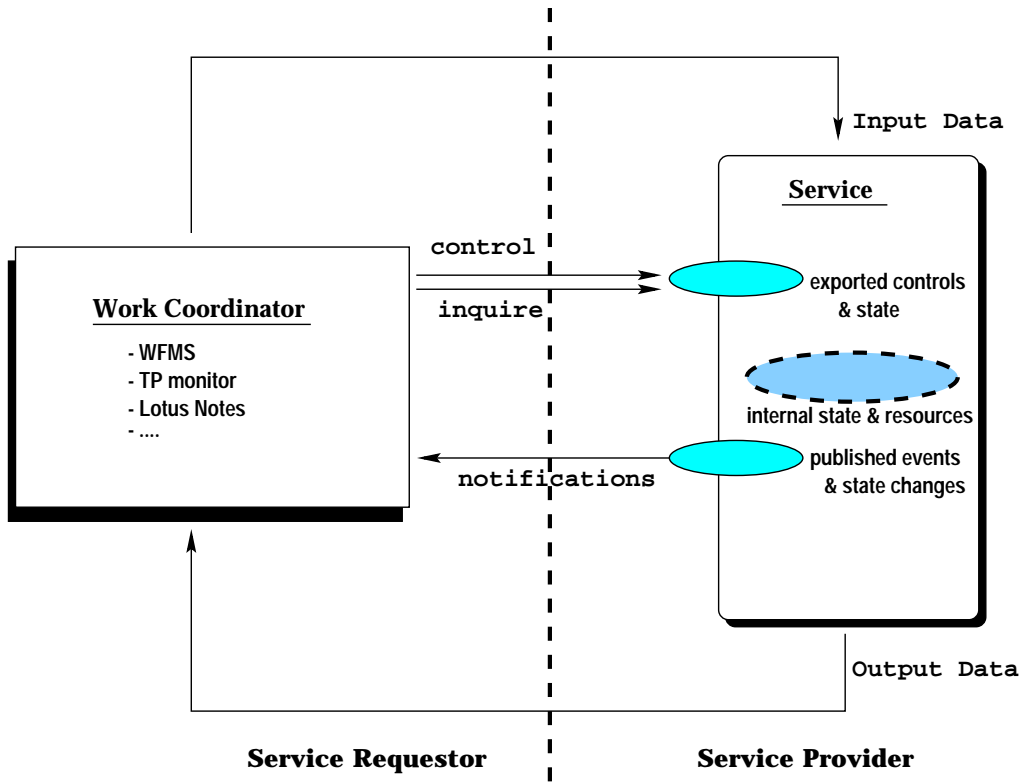 Input Data
Service
control
exported controls
& state
inquire
Work Coordinator
- WFMS
- TP monitor
- Lotus Notes
- ....
internal state & resources
notifications
published events
& state changes
Output Data
Service Requestor
Service Provider